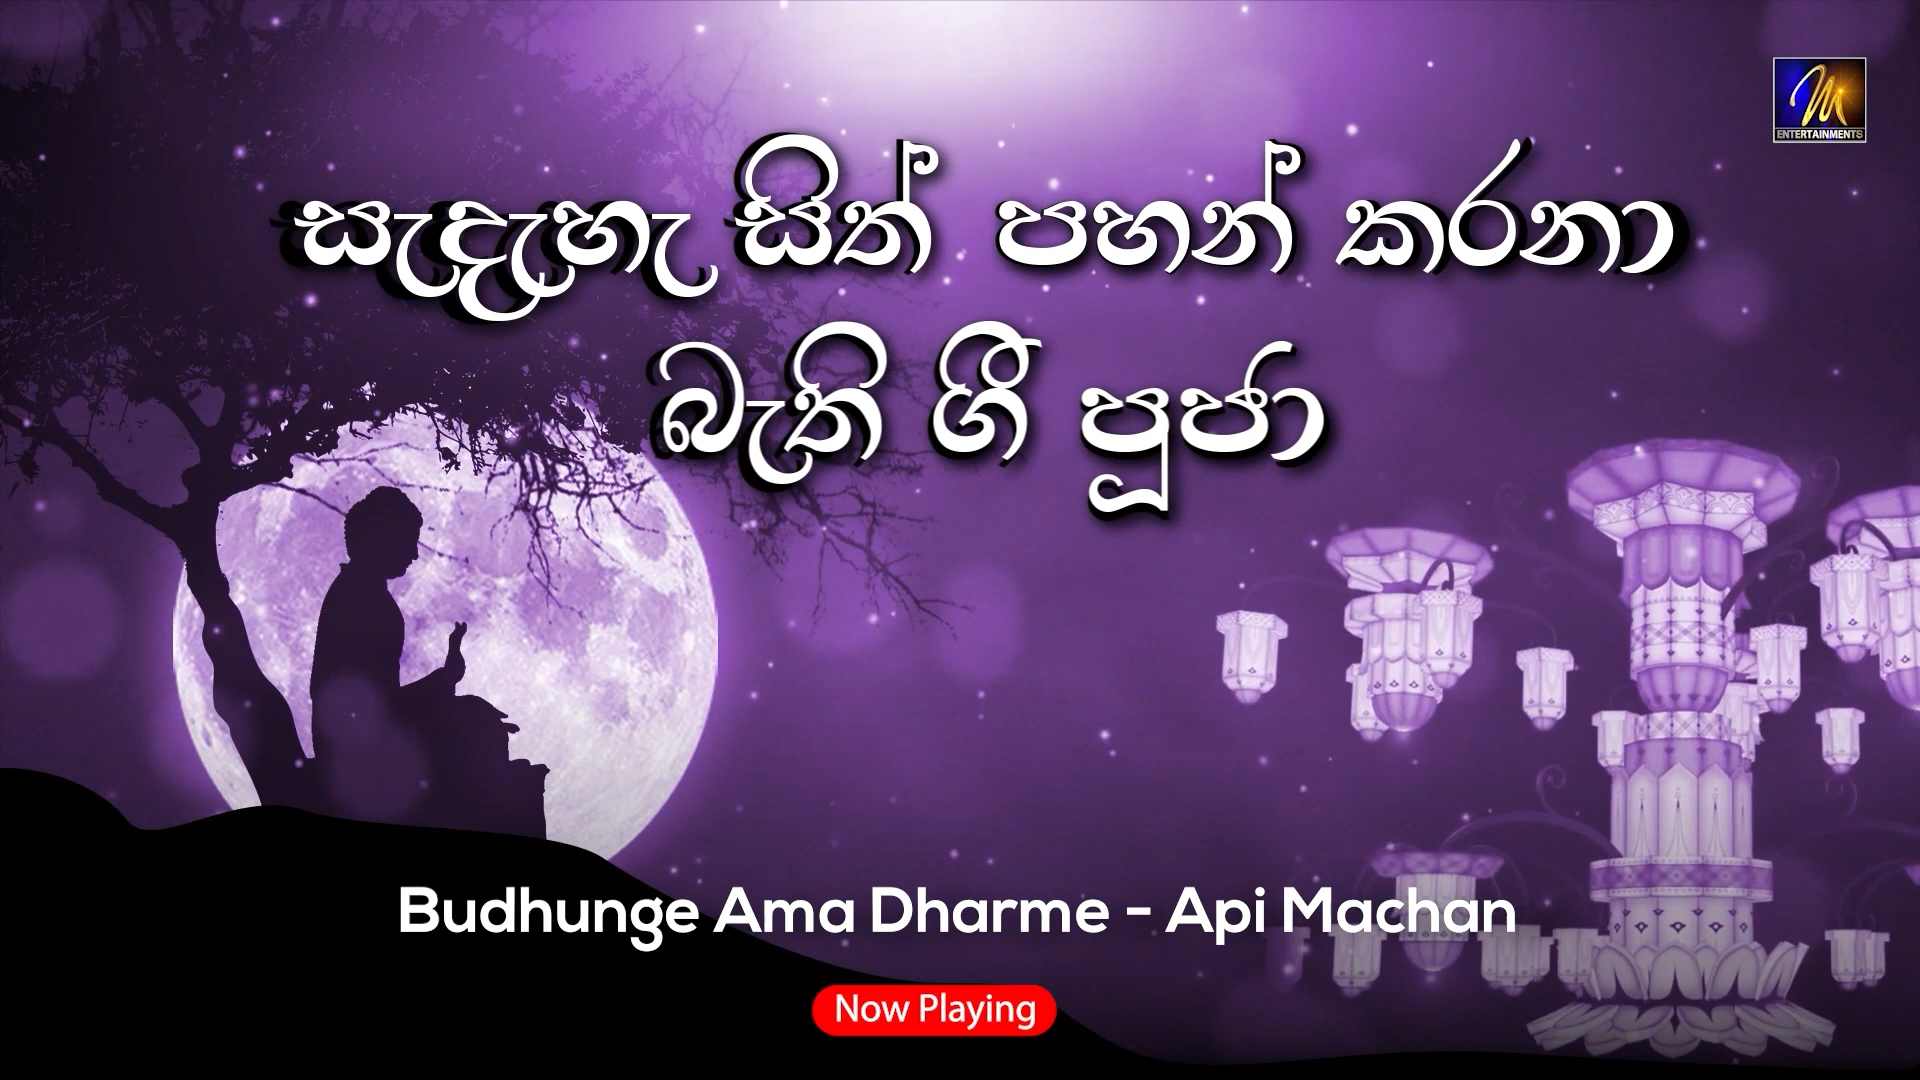 සැදැහැ සිත් පහන් කරනා
බැති ගී පූජා
Budhunge Ama Dharme - Api Machan
Now Playing
M
ENTERTAINMENTS